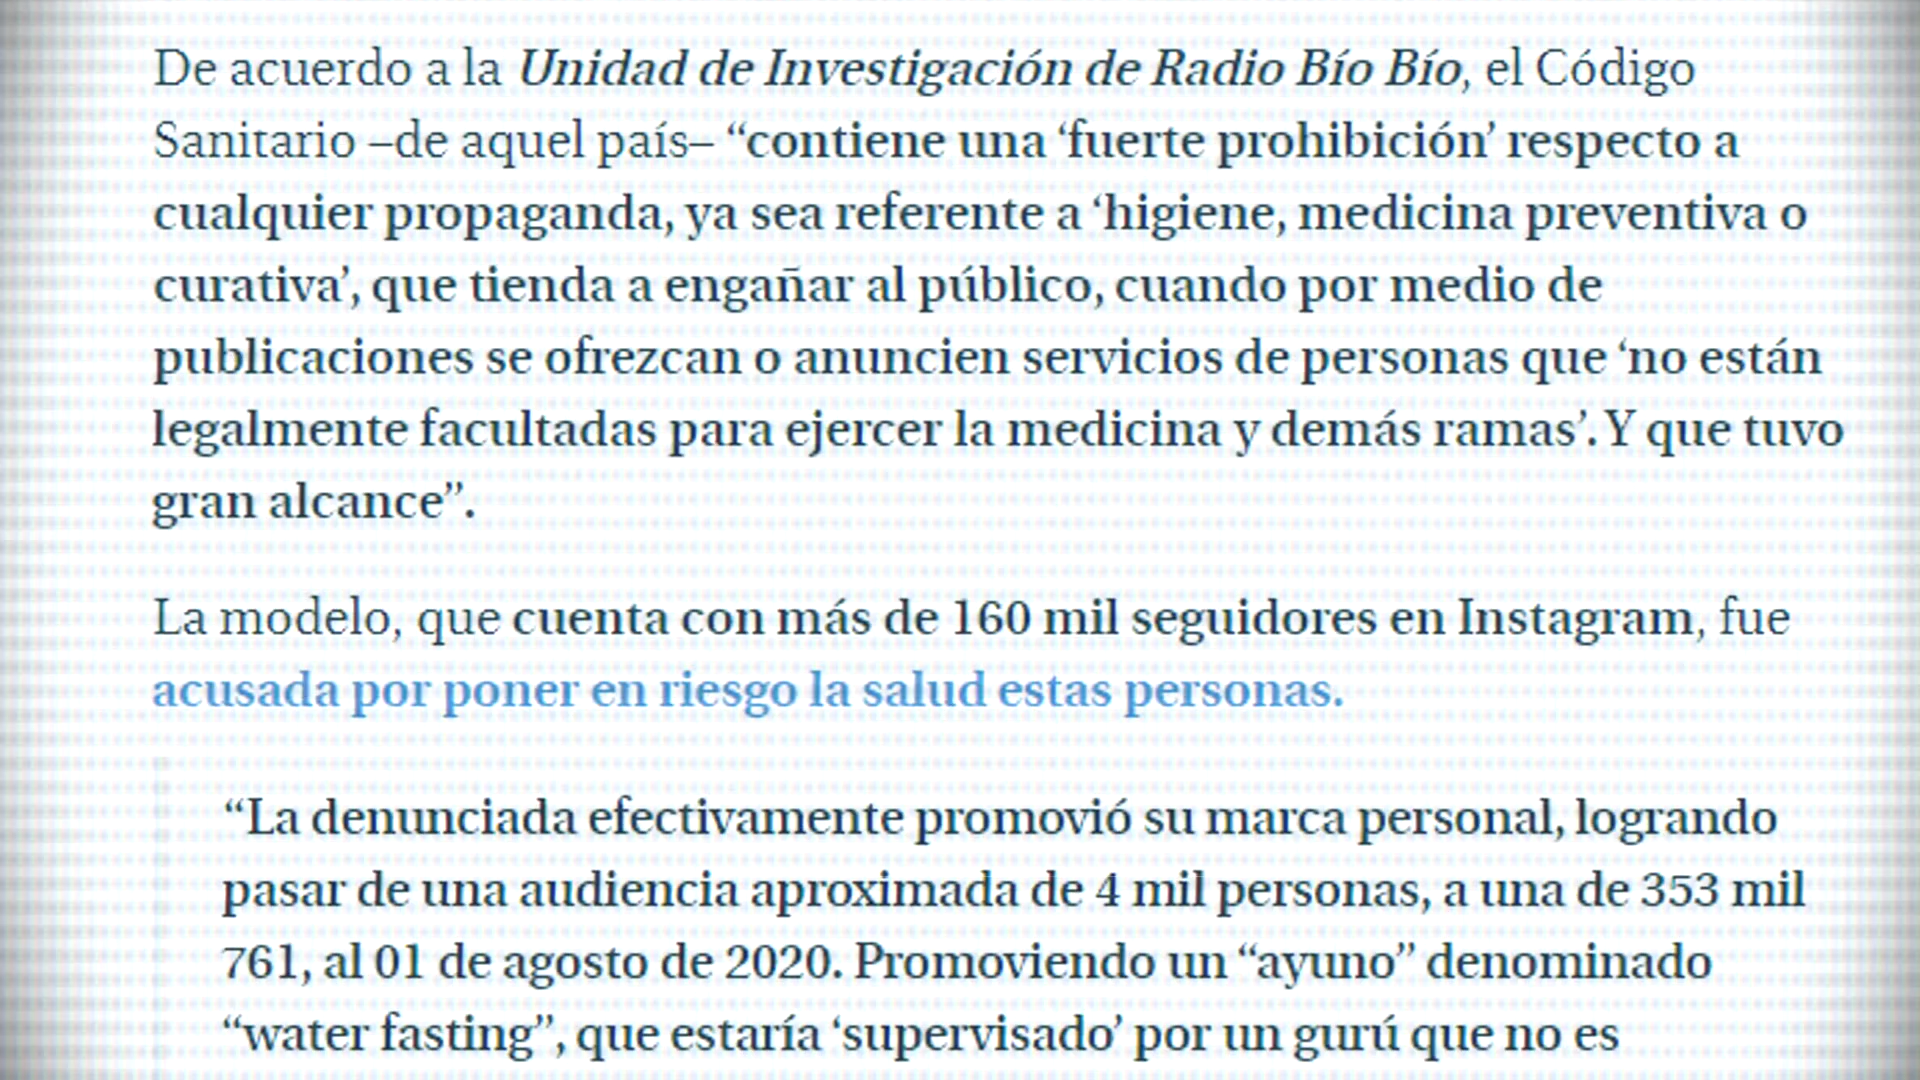 De acuerdo a la Unidad de Investigación de Radio Bío Bío, el Código
Sanitario –de aquel país– “contiene una ‘fuerte prohibición’ respecto a
cualquier propaganda, ya sea referente a ‘higiene, medicina preventiva o
curativa’, que tienda a engañar al público, cuando por medio de
publicaciones se ofrezcan o anuncien servicios de personas que ‘no están
legalmente facultadas para ejercer la medicina y demás ramas’. Y que tuvo
gran alcance”.
La modelo, que cuenta con más de 160 mil seguidores en Instagram, fue
acusada por poner en riesgo la salud estas personas.
“La denunciada efectivamente promovió su marca personal, logrando
pasar de una audiencia aproximada de 4 mil personas, a una de 353 mil
761, al 01 de agosto de 2020. Promoviendo un “ayuno” denominado
“water fasting”, que estaría ‘supervisado’ por un gurú que no es